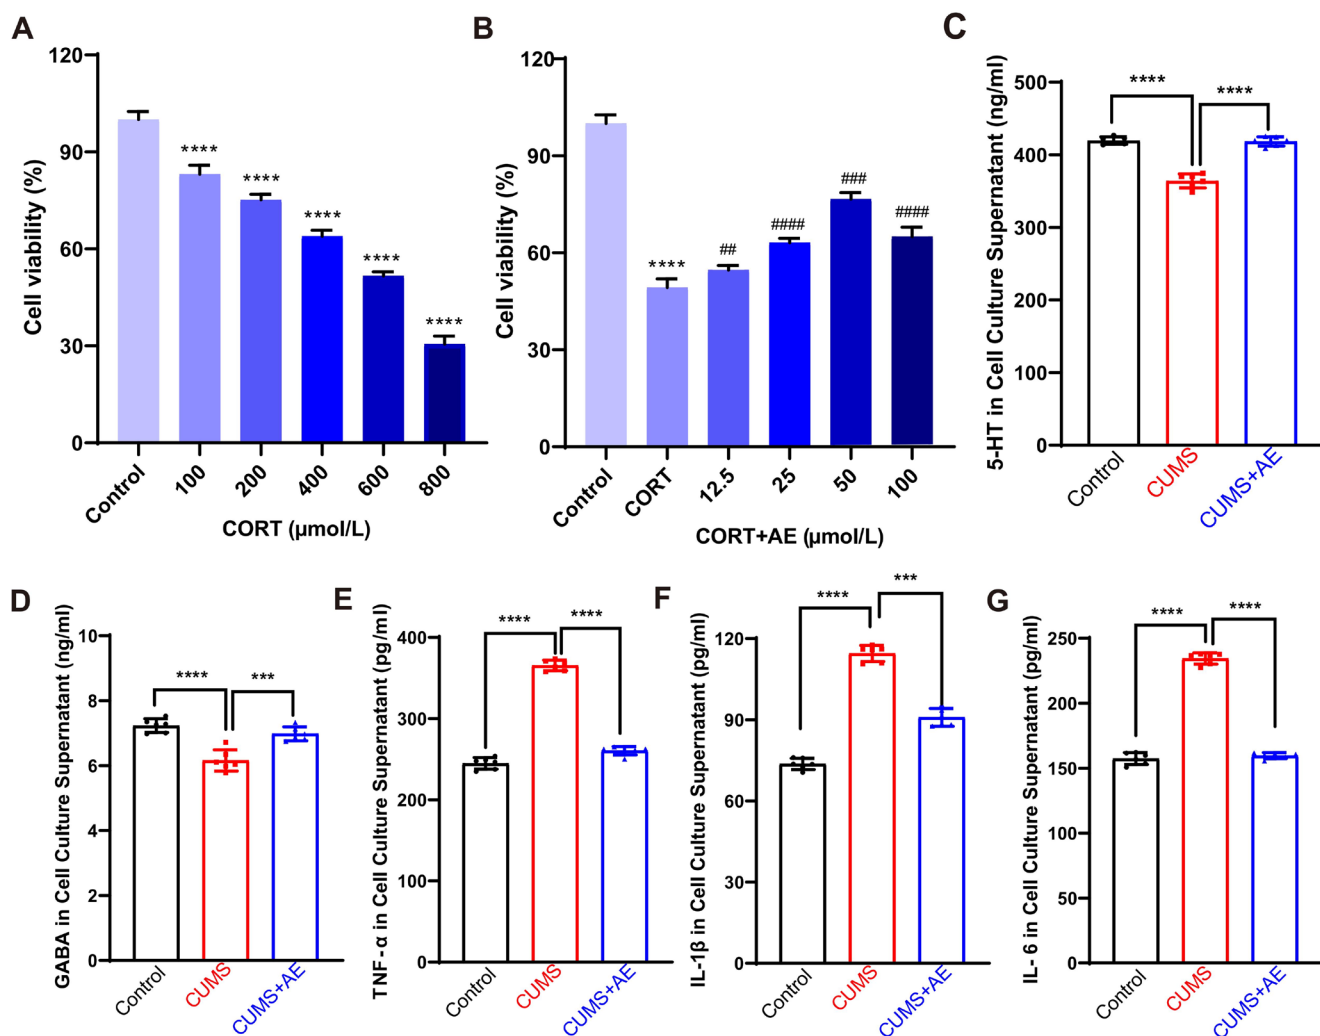 A
Cell viability (%)
120
90
60
30
0
****
****
****
****
****
Control
100
200
400
600
800
CORT (μmol/L)
B
Cell viability (%)
120
90
60
30
0
****
##
####
###
####
Control
CORT
12.5
25
50
100
CORT+AE (μmol/L)
C
5-HT in Cell Culture Supernatant (ng/ml)
500
400
300
200
100
0
****
****
Control
CUMS
CUMS+AE
D
GABA in Cell Culture Supernatant (ng/ml)
10
8
6
4
2
0
****
***
Control
CUMS
CUMS+AE
E
TNF-α in Cell Culture Supernatant (pg/ml)
400
300
200
100
0
****
****
Control
CUMS
CUMS+AE
F
IL-1β in Cell Culture Supernatant (pg/ml)
120
90
60
30
0
****
***
Control
CUMS
CUMS+AE
G
IL- 6 in Cell Culture Supernatant (pg/ml)
250
200
150
100
50
0
****
****
Control
CUMS
CUMS+AE